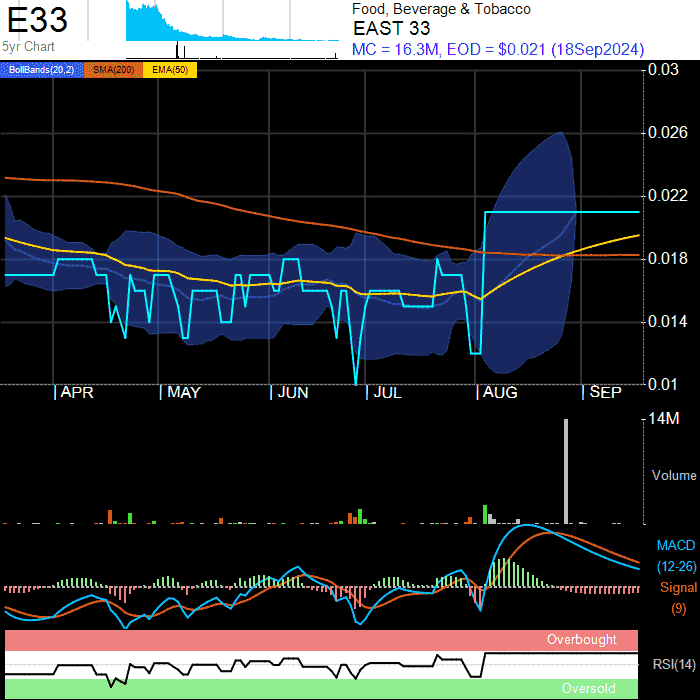 E33
5yr Chart
Food, Beverage & Tobacco
EAST 33
MC = 16.3M, EOD = $0.021 (18Sep2024)
BollBands(20,2) SMA(200) EMA(50)
0.03
0.026
0.022
0.018
0.014
0.01
APR MAY JUN JUL AUG SEP
14M
Volume
MACD
(12-26)
Signal
(9)
Overbought
RSI(14)
Oversold